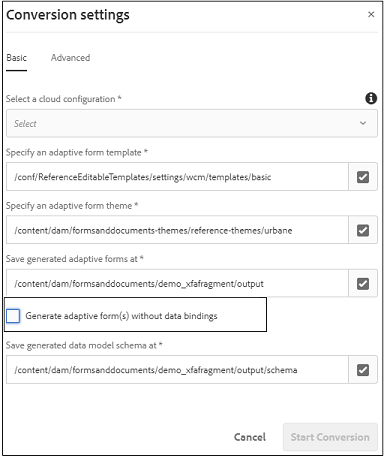 Conversion settings
Basic Advanced
Select a cloud configuration *
Select
Specify an adaptive form template *
/conf/ReferenceEditableTemplates/settings/wcm/templates/basic
Specify an adaptive form theme *
/content/dam/formsanddocuments-themes/reference-themes/urbane
Save generated adaptive forms at *
/content/dam/formsanddocuments/demo_xfafragment/output
Generate adaptive form(s) without data bindings
Save generated data model schema at *
/content/dam/formsanddocuments/demo_xfafragment/output/schema
Cancel Start Conversion